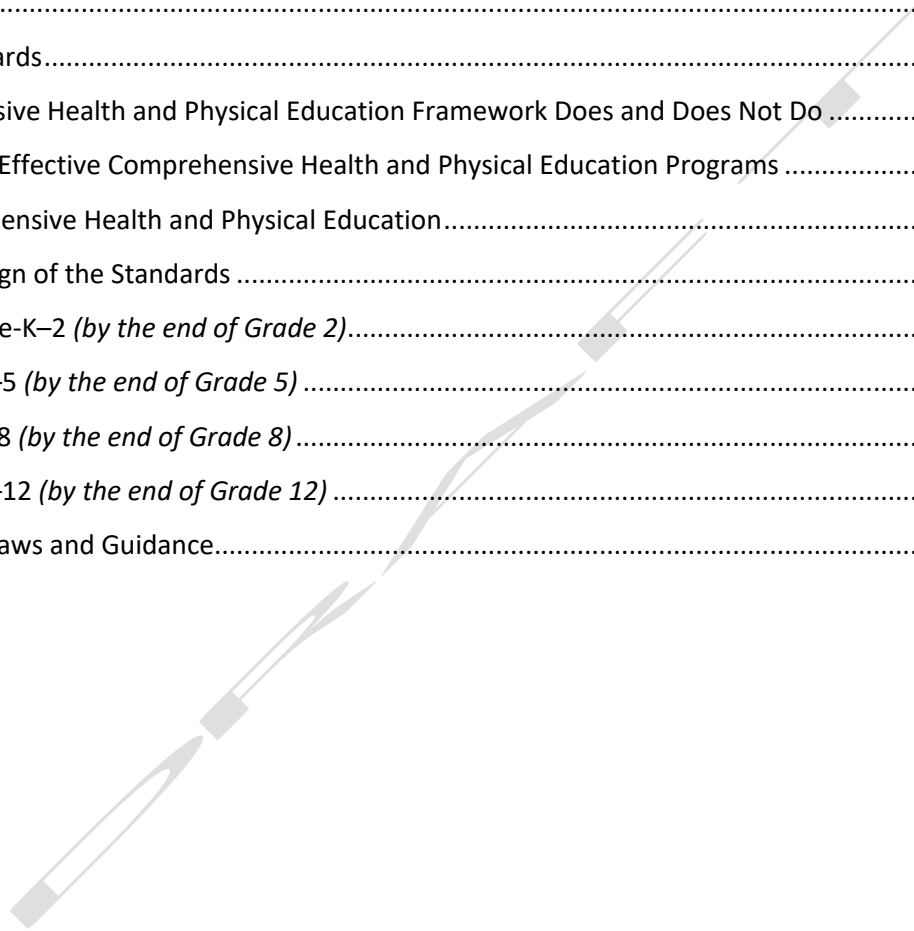 ....................................................................................................................
ards..............................................................................................................
sive Health and Physical Education Framework Does and Does Not Do ............
Effective Comprehensive Health and Physical Education Programs .................
ensive Health and Physical Education............................................................
gn of the Standards .......................................................................................
e-K–2 (by the end of Grade 2).........................................................................
-5 (by the end of Grade 5) ..............................................................................
8 (by the end of Grade 8) ...............................................................................
-12 (by the end of Grade 12) ..........................................................................
aws and Guidance..........................................................................................